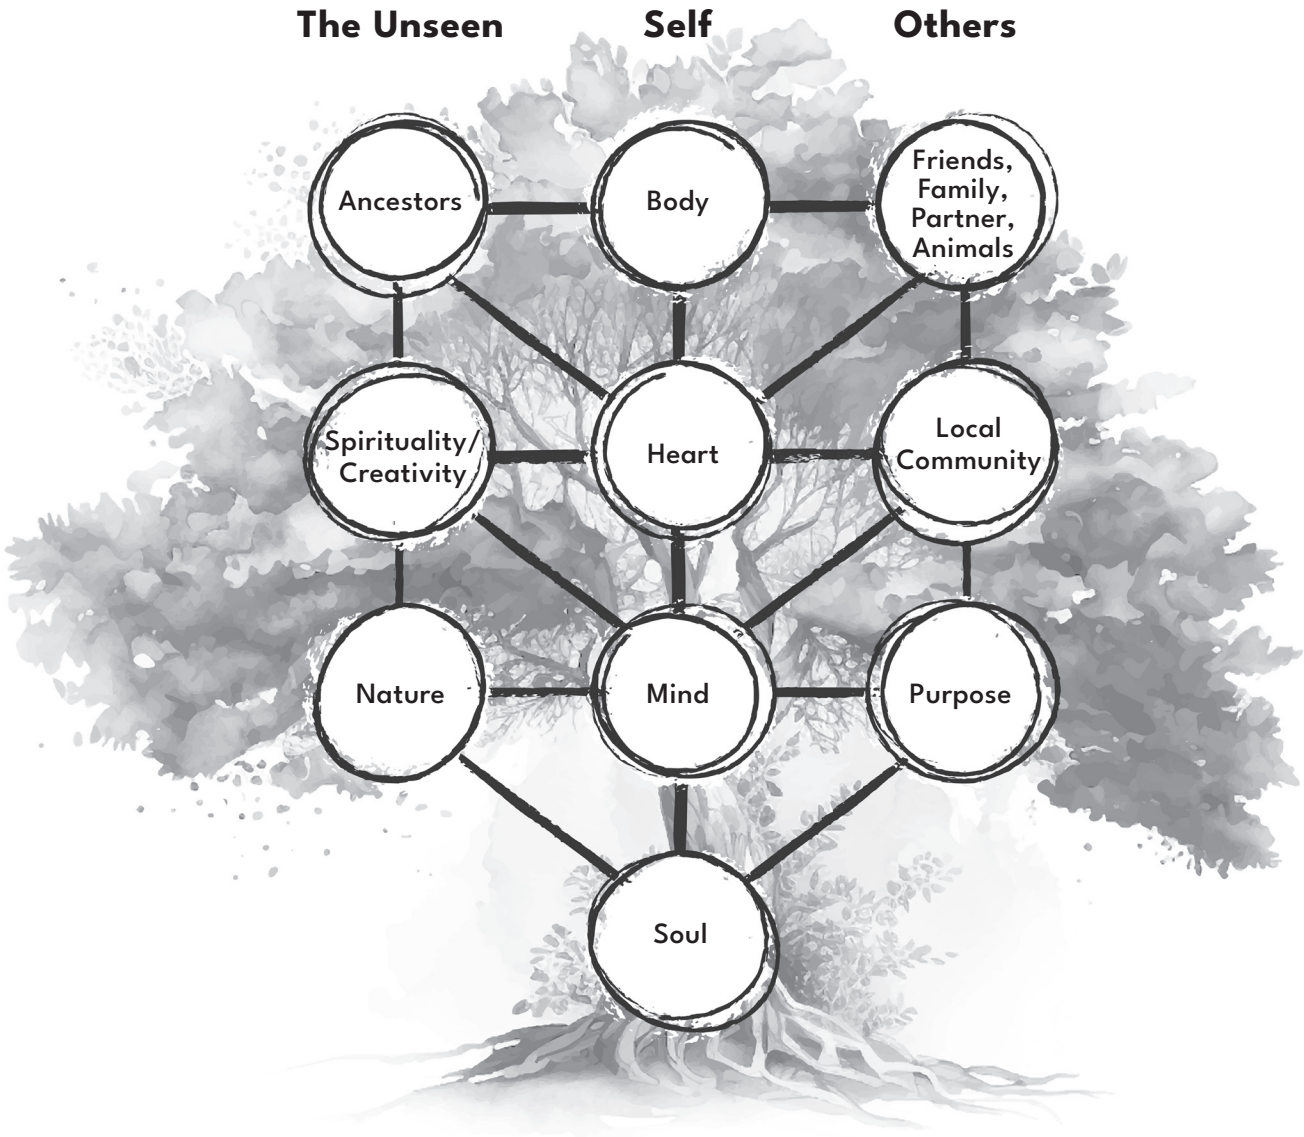 The Unseen
Self
Others
Ancestors
Body
Friends,
Family,
Partner,
Animals
Spirituality/
Creativity
Heart
Local
Community
Nature
Mind
Purpose
Soul